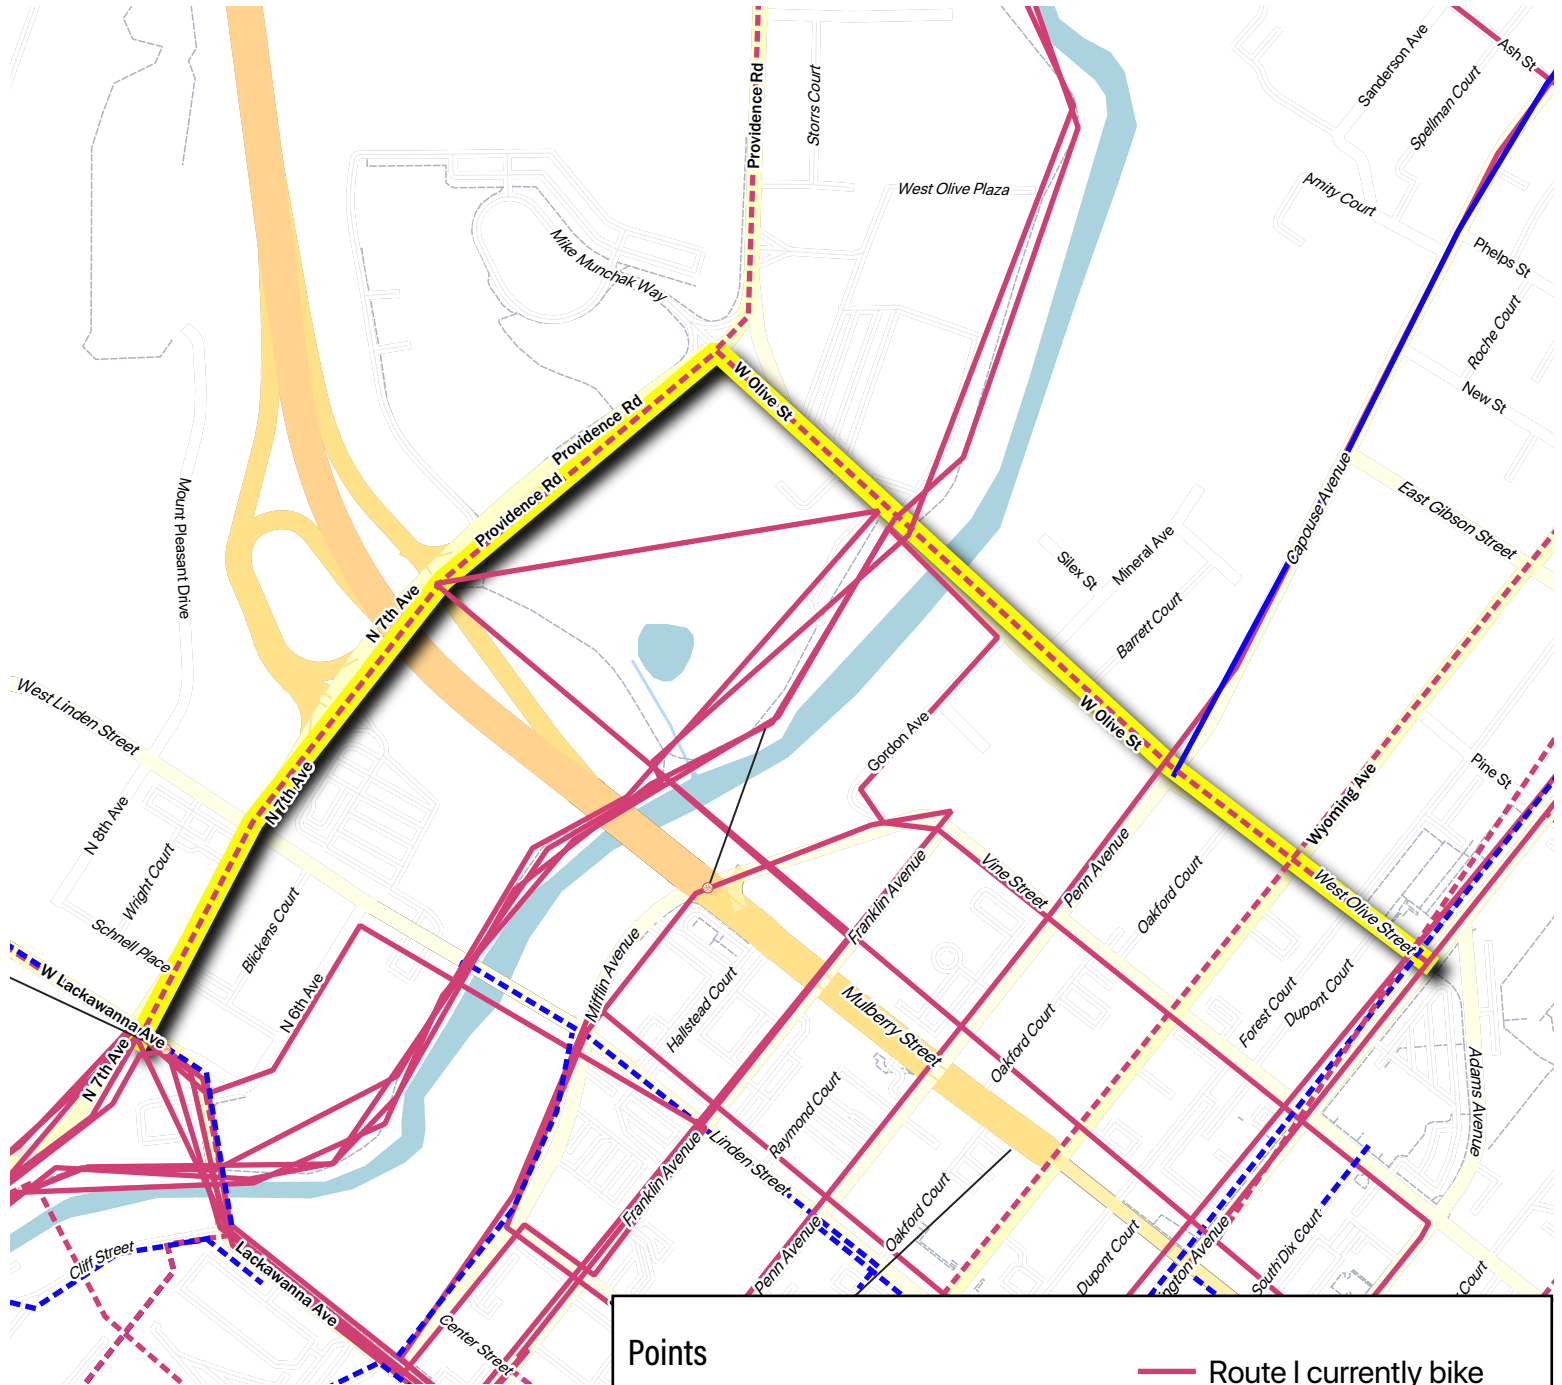 Ash St
Sanderson Ave
Spellman Court
Providence Rd
Storrs Court
West Olive Plaza
Amity Court
Phelps St
Mike Munchak Way
Roche Court
W Olive St
New St
Providence Rd
Providence Rd
Mount Pleasant Drive
Capouse Avenue
East Gibson Street
Silex St
Mineral Ave
Barrett Court
N 7th Ave
West Linden Street
W Olive St
Gordon Ave
Pine St
N 7th Ave
Wyoming Ave
N 8th Ave
Wright Court
Vine Street
Penn Avenue
Oakford Court
West Olive Street
Franklin Avenue
Blickens Court
Schnell Place
Mifflin Avenue
Hallstead Court
Mulberry Street
Oakford Court
Forest Court
Dupont Court
W Lackawanna Ave
N 6th Ave
N 7th Ave
Adams Avenue
Raymond Court
Linden Street
Franklin Avenue
Oakford Court
Penn Avenue
Dupont Court
ington Avenue
South Dix Court
Court
Cliff Street
Lackawanna Ave
Center Street
Points
Route I currently bike